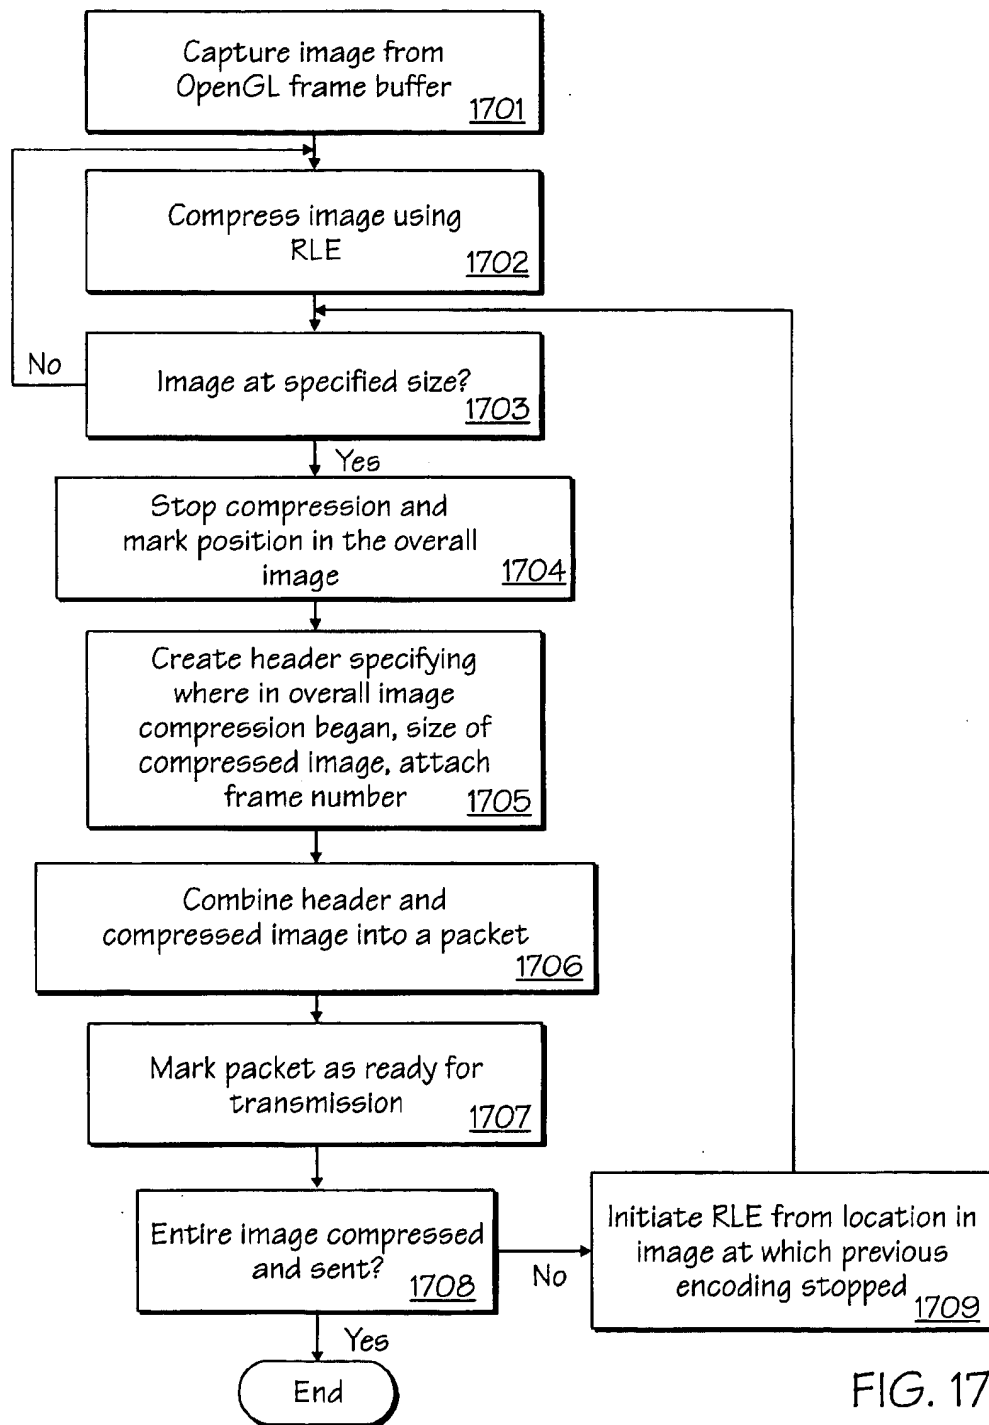 Capture image from
OpenGL frame buffer
1701
Compress image using
RLE
1702
No
Image at specified size?
1703
Yes
Stop compression and
mark position in the overall
image
1704
Create header specifying
where in overall image
compression began, size of
compressed image, attach
frame number
1705
Combine header and
compressed image into a packet
1706
Mark packet as ready for
transmission
1707
Entire image compressed
and sent?
1708
No
Initiate RLE from location in
image at which previous
encoding stopped
1709
Yes
End
FIG. 17